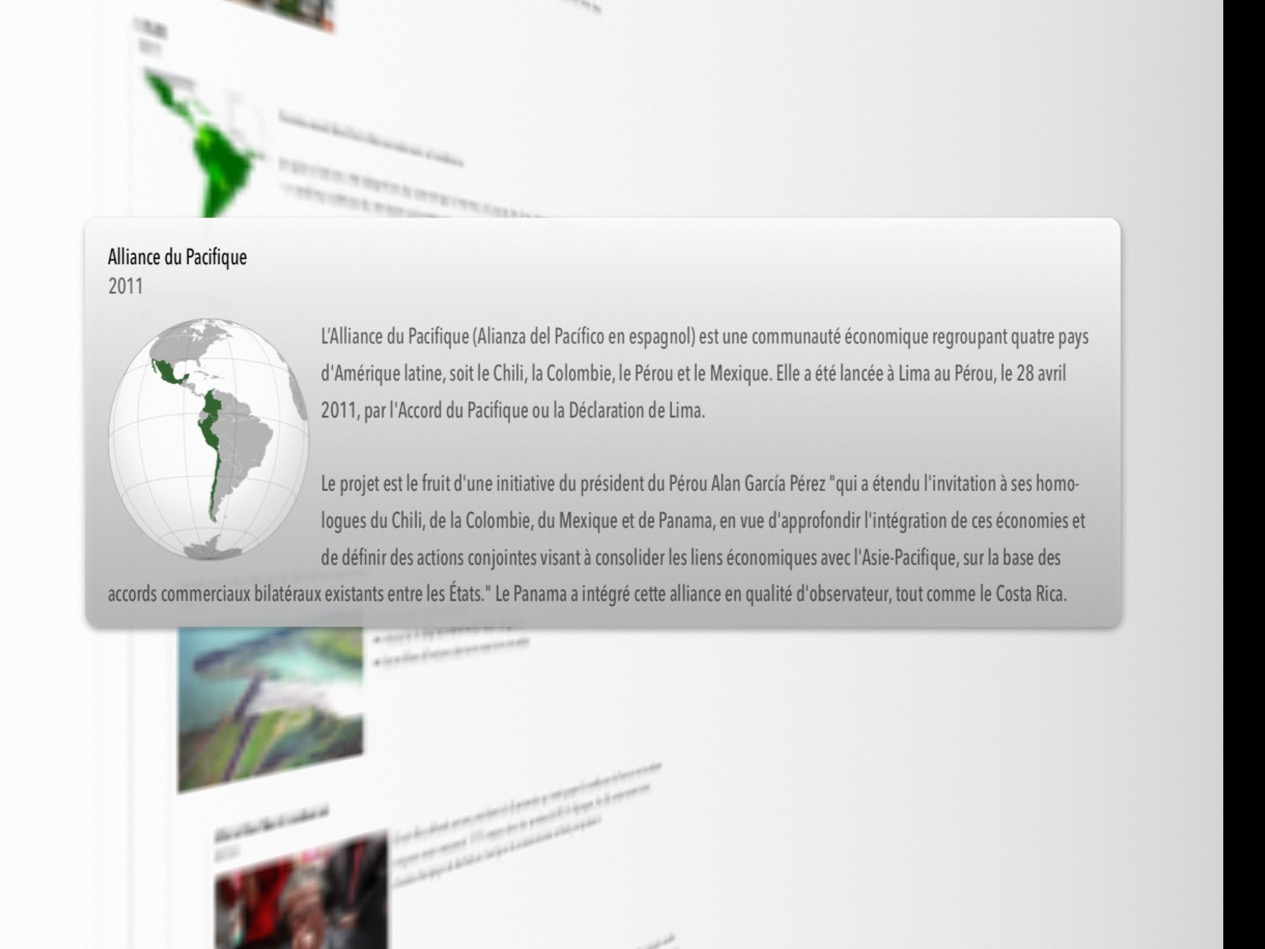 Alliance du Pacifique
2011
L’Alliance du Pacifique (Alianza del Pacífico en espagnol) est une communauté économique regroupant quatre pays
d'Amérique latine, soit le Chili, la Colombie, le Pérou et le Mexique. Elle a été lancée à Lima au Pérou, le 28 avril
2011, par l'Accord du Pacifique ou la Déclaration de Lima.
Le projet est le fruit d'une initiative du président du Pérou Alan García Pérez "qui a étendu l'invitation à ses homo-
logues du Chili, de la Colombie, du Mexique et de Panama, en vue d'approfondir l'intégration de ces économies et
de définir des actions conjointes visant à consolider les liens économiques avec l'Asie-Pacifique, sur la base des
accords commerciaux bilatéraux existants entre les États." Le Panama a intégré cette alliance en qualité d'observateur, tout comme le Costa Rica.